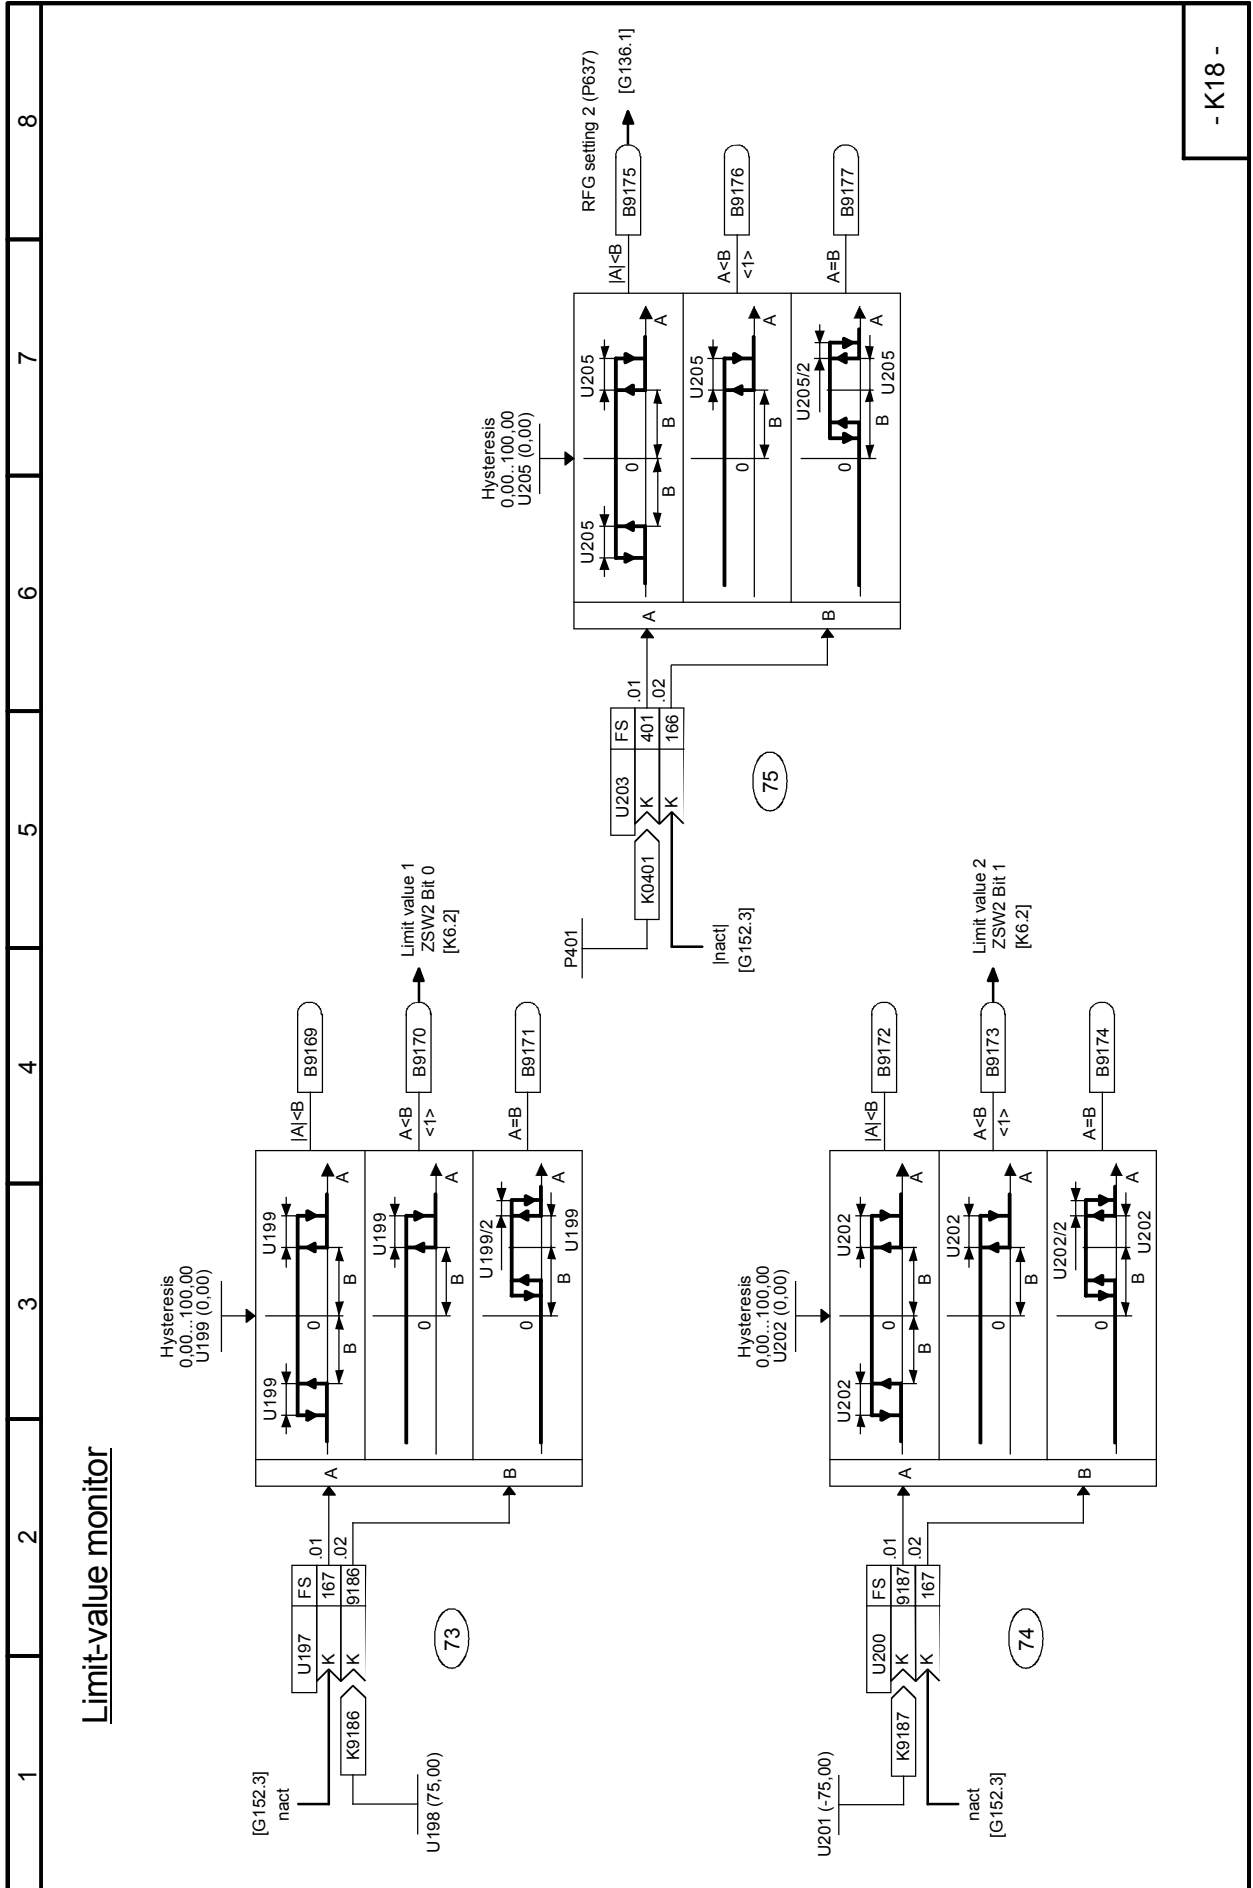 1
2
3
4
5
6
7
8
Limit-value monitor
Hysteresis
0,00...100,00
U199 (0,00)
[G152.3]
nact
U197 FS
K 167 .01
K 9186 .02
K9186
U198 (75,00)
73
A
B
U199
U199
B
0
B
A
U199
0
B
A
U199/2
0
B
U199
A
|A|<B
B9169
A<B
<1>
B9170
Limit value 1
ZSW2 Bit 0
[K6.2]
A=B
B9171
Hysteresis
0,00...100,00
U202 (0,00)
U201 (-75,00)
K9187
U200 FS
K 9187 .01
K 167 .02
nact
[G152.3]
74
A
B
U202
U202
B
0
B
A
U202
0
B
A
U202/2
0
B
U202
A
|A|<B
B9172
A<B
<1>
B9173
Limit value 2
ZSW2 Bit 1
[K6.2]
A=B
B9174
Hysteresis
0,00..100,00
U205 (0,00)
P401
K0401
U203 FS
K 401 .01
K 166 .02
|nact|
[G152.3]
75
A
B
U205
U205
B
0
B
A
U205
0
B
A
U205/2
0
B
U205
A
|A|<B
B9175
RFG setting 2 (P637)
[G136.1]
A<B
<1>
B9176
A=B
B9177
- K18 -